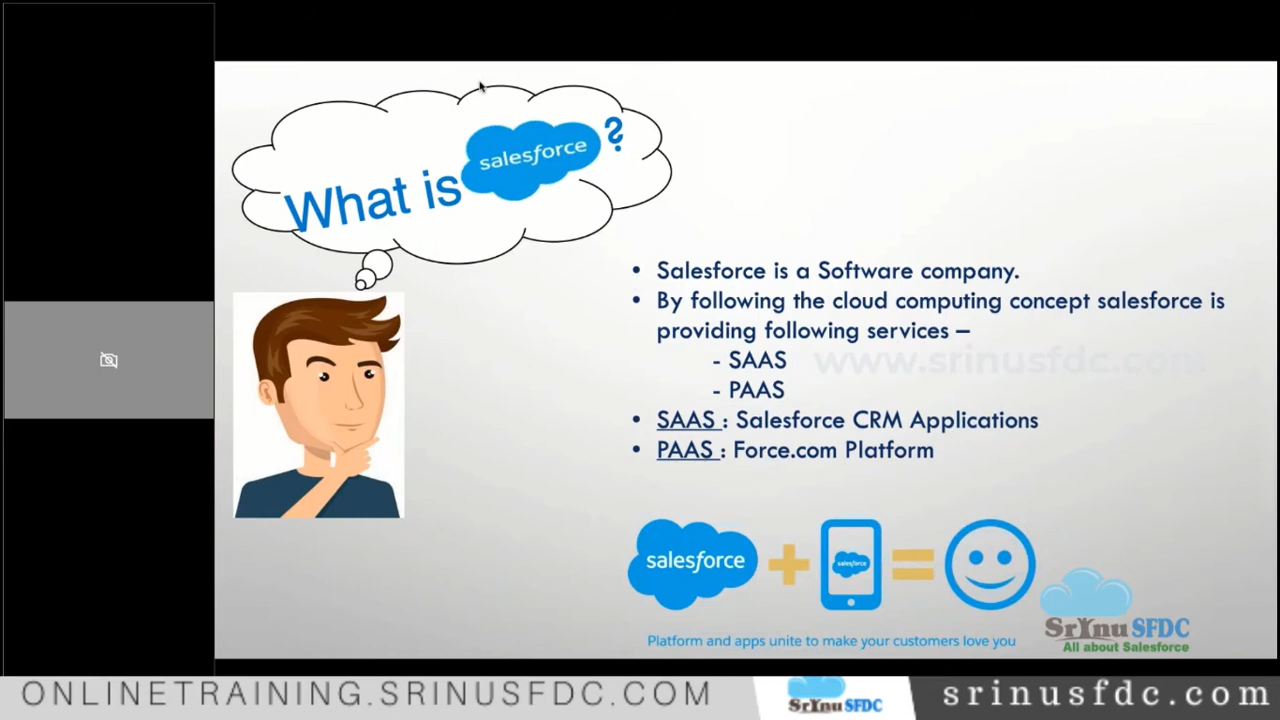 What is salesforce ?
• Salesforce is a Software company.
• By following the cloud computing concept salesforce is
providing following services –
- SAAS
- PAAS
www.srinusfdc.com
• SAAS : Salesforce CRM Applications
• PAAS : Force.com Platform
salesforce + salesforce =
Platform and apps unite to make your customers love you
SrYnu SFDC
All about Salesforce
ONLINETRAINING.SRINUSFDC.COM
SrYnu SFDC
srinusfdc.com